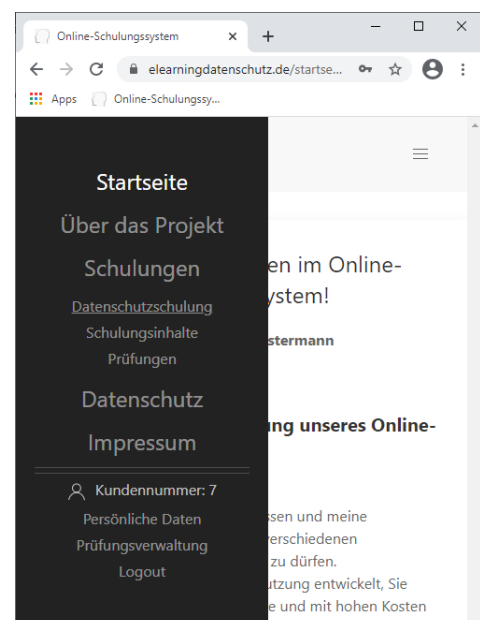 Online-Schulungssystem
elearningdatenschutz.de/startse...
Apps
Online-Schulungssy...
Startseite
Über das Projekt
Schulungen
Datenschutzschulung
Schulungsinhalte
Prüfungen
Datenschutz
Impressum
Kundennummer: 7
Persönliche Daten
Prüfungsverwaltung
Logout
en im Online-
ystem!
stermann
ng unseres Online-
ssen und meine
erschiedenen
zu dürfen.
utzung entwickelt, Sie
e und mit hohen Kosten